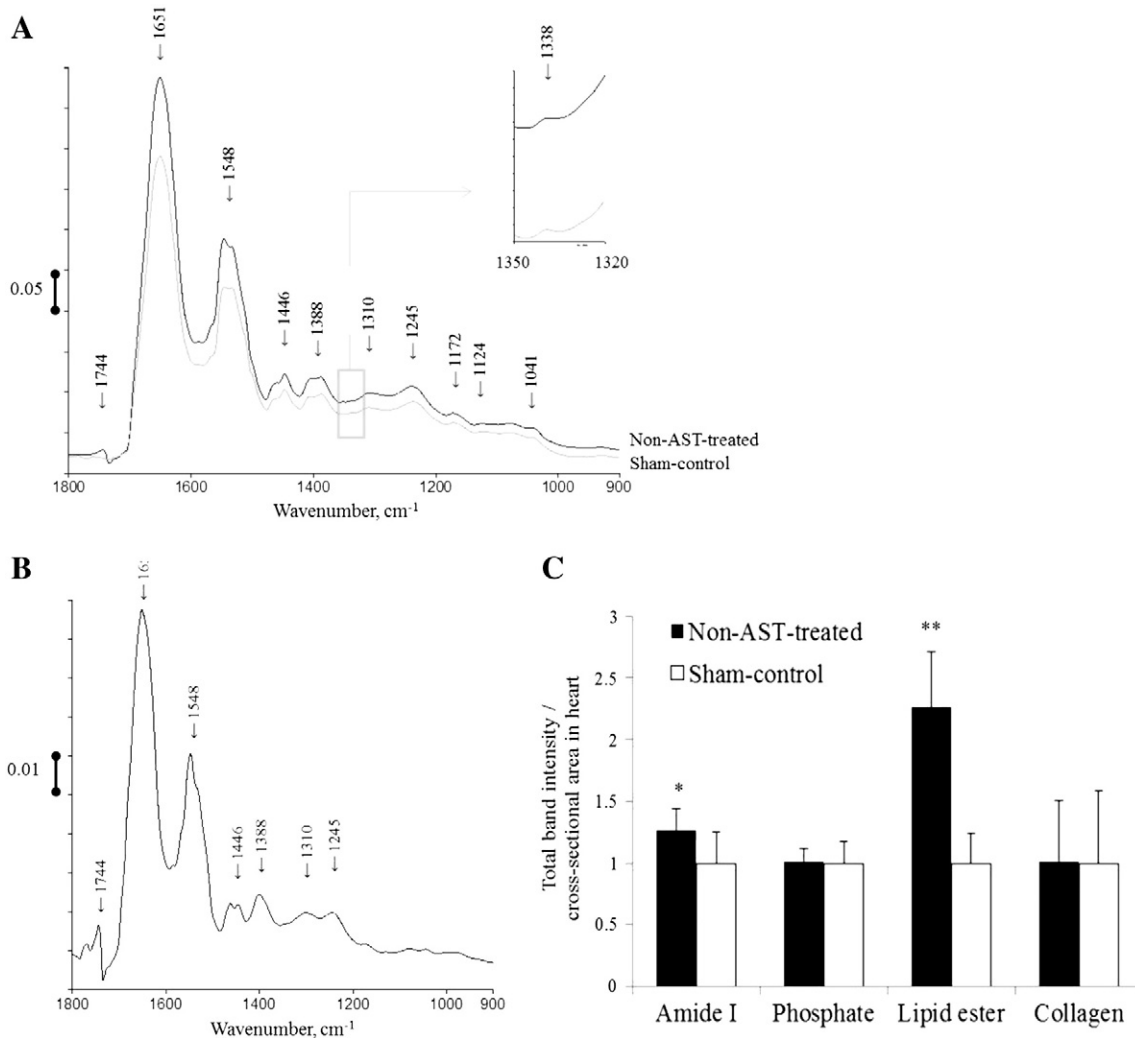 A
1651
1548
1744
1446
1388
1310
1245
1172
1124
1041
1338
1350
1320
0.05
Non-AST-treated
Sham-control
1800
1600
1400
1200
1000
900
Wavenumber, cm-1
B
16:
1548
1744
1446
1388
1310
1245
0.01
1800
1600
1400
1200
1000
900
Wavenumber, cm-1
C
Total band intensity /
cross-sectional area in heart
3
2.5
2
1.5
1
0.5
0
Non-AST-treated
Sham-control
*
**
Amide I
Phosphate
Lipid ester
Collagen